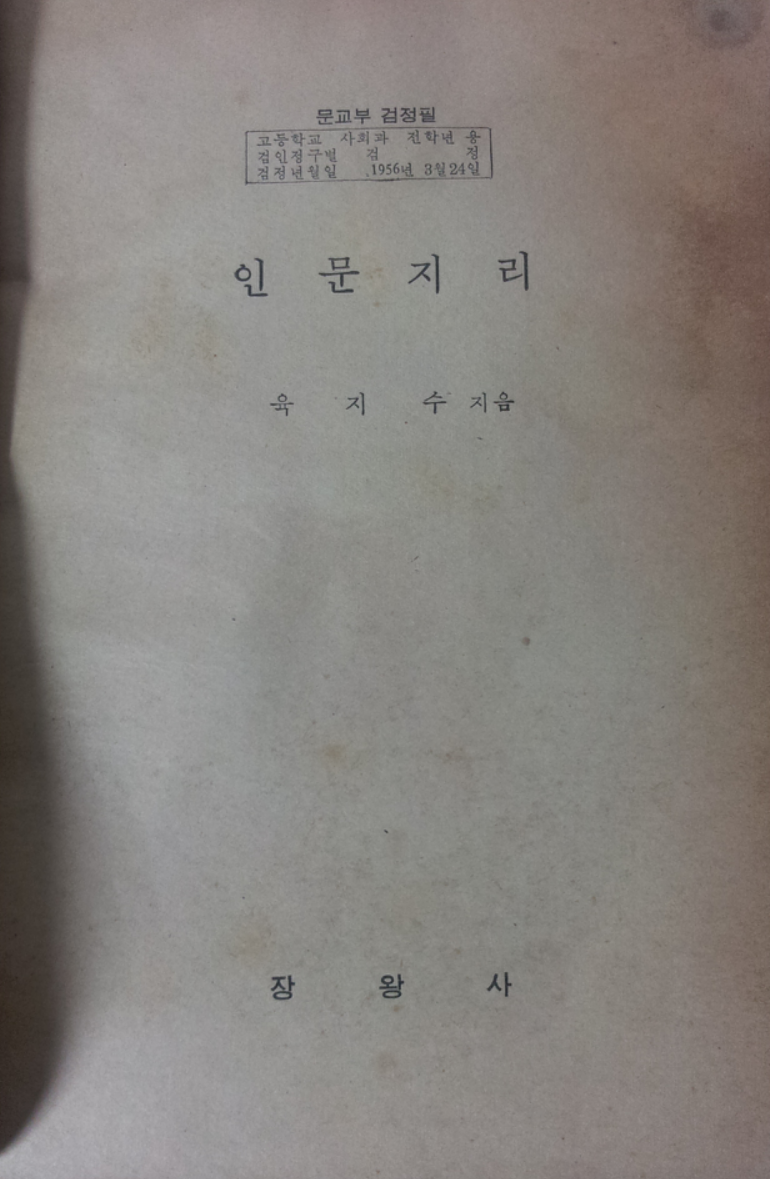 문교부 검정필
고등학교 사회과 전학년 용
검인정구별 검 정
검정년월일 1956년 3월24일
인 문 지 리
육 지 수 지음
장 왕 사